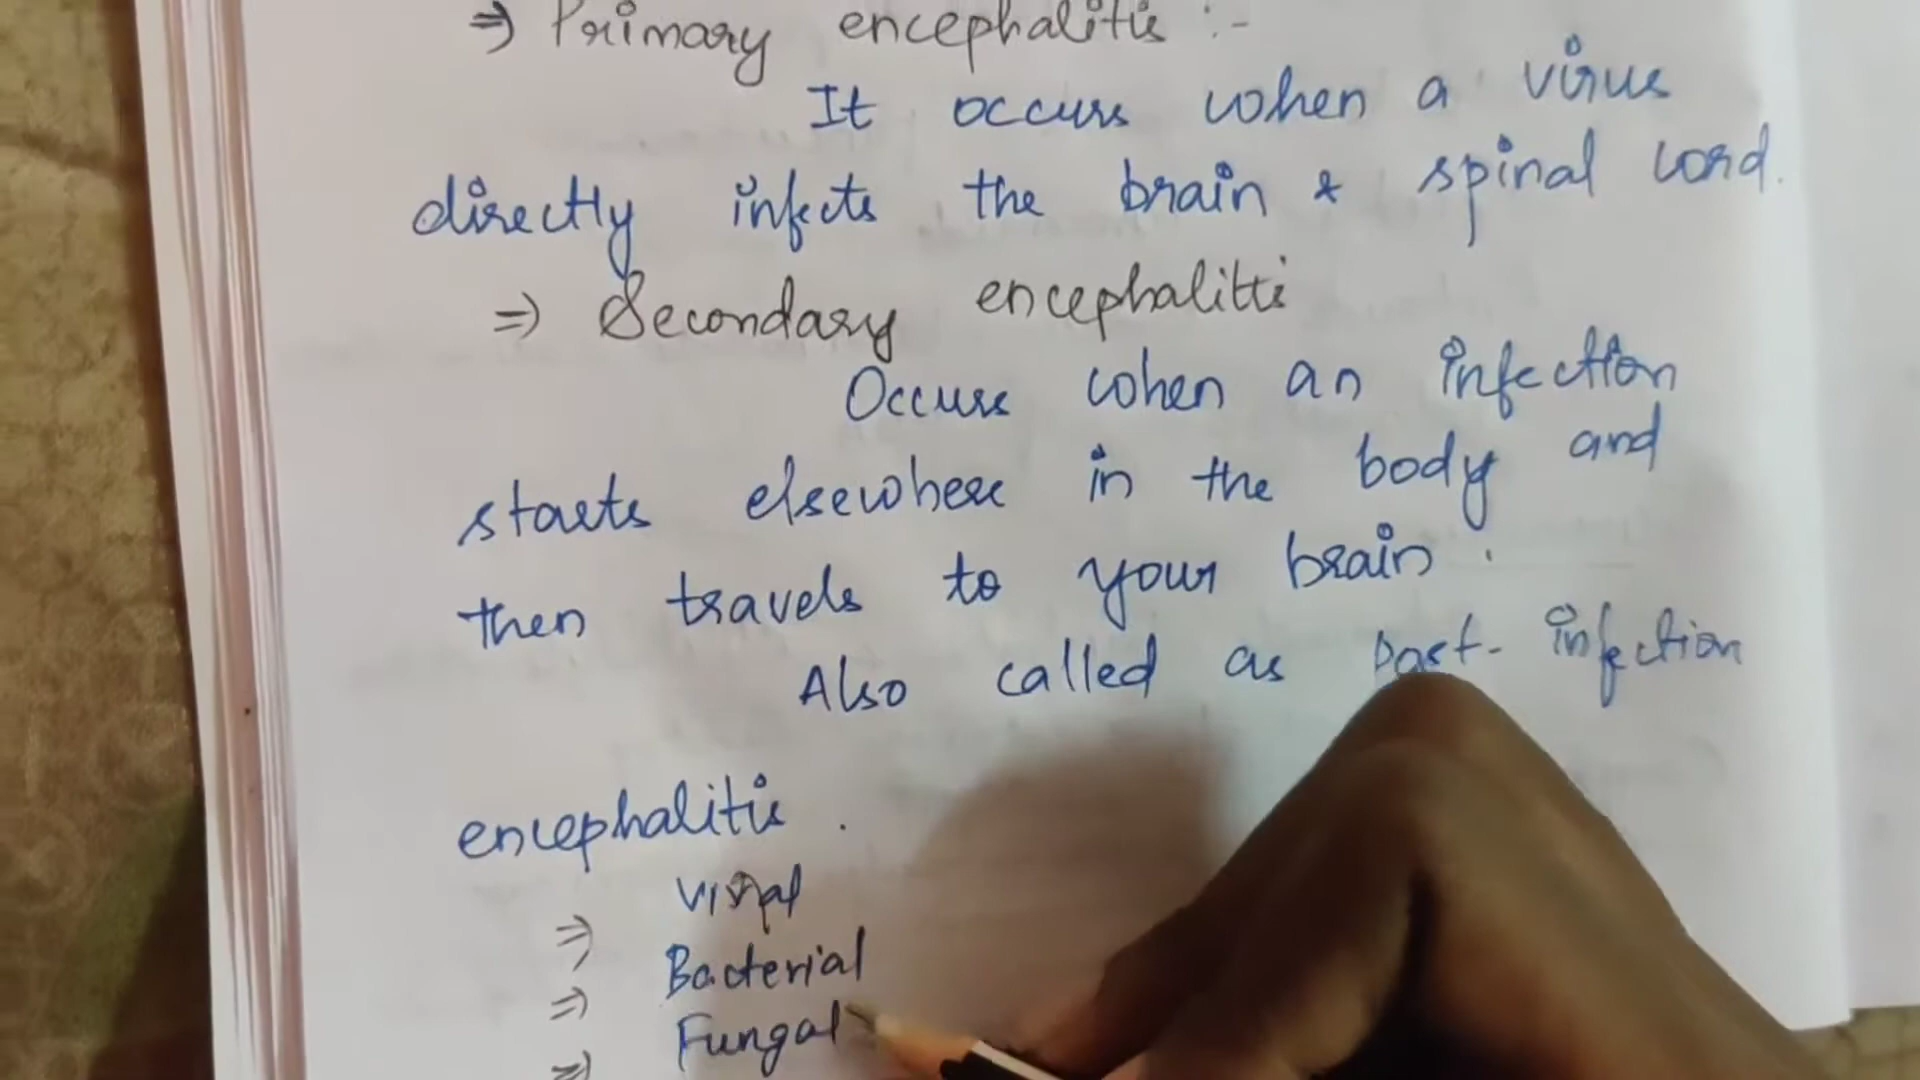 ⇒ Primary encephalitis :-
It occurs when a virus
directly infects the brain & spinal cord.
⇒ Secondary encephalitis
Occurs when an infection
starts elsewhere in the body and
then travels to your brain.
Also called as post-infection
encephalitis.
⇒ Viral
⇒ Bacterial
⇒ Fungal